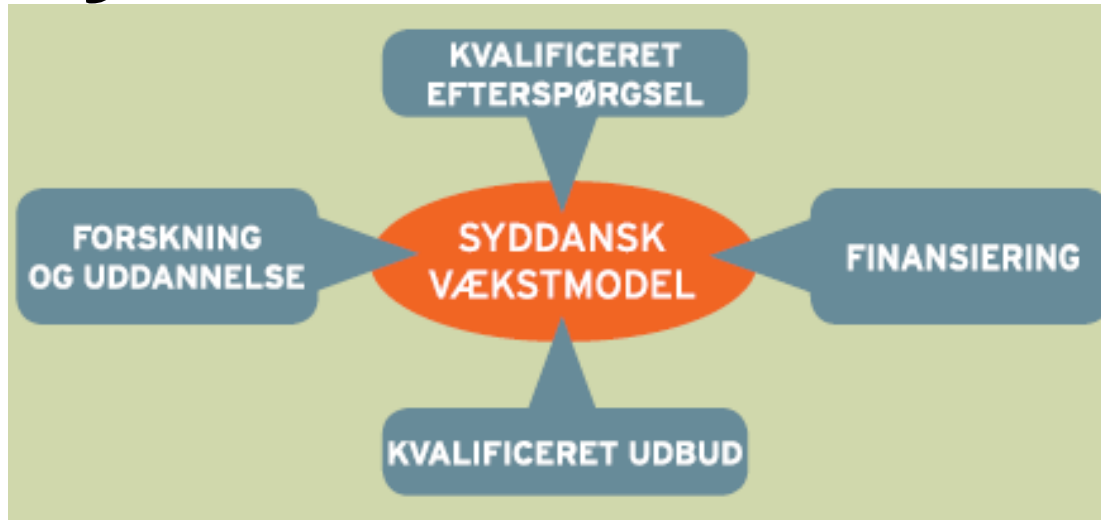 KVALIFICERET
EFTERSPØRGSEL
FORSKNING
OG UDDANNELSE
SYDDANSK
VÆKSTMODEL
FINANSIERING
KVALIFICERET UDBUD